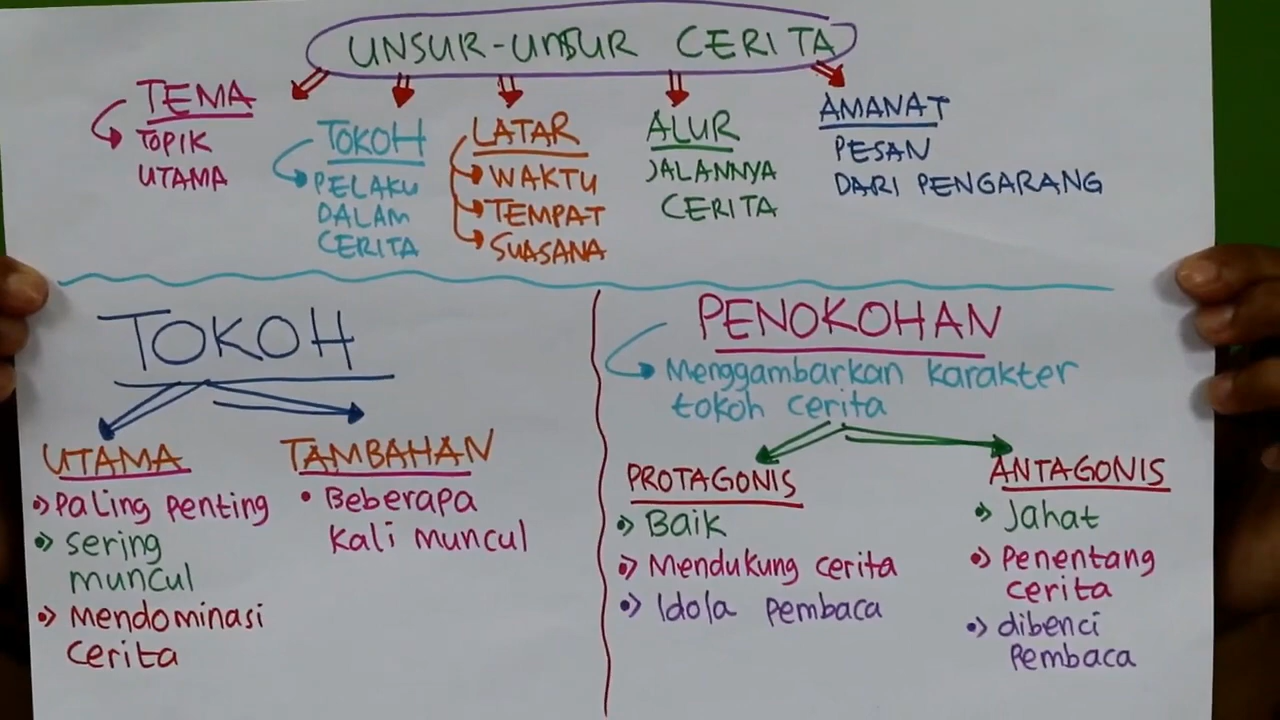 UNSUR-UNSUR CERITA
TEMA
TOPIK
UTAMA
TOKOH
PELAKU
DALAM
CERITA
LATAR
WAKTU
TEMPAT
SUASANA
ALUR
JALANNYA
CERITA
AMANAT
PESAN
DARI PENGARANG
TOKOH
UTAMA
Paling penting
sering
muncul
Mendominasi
cerita
TAMBAHAN
Beberapa
kali muncul
PENOKOHAN
Menggambarkan karakter
tokoh cerita
PROTAGONIS
Baik
Mendukung cerita
Idola pembaca
ANTAGONIS
Jahat
Penentang
cerita
dibenci
Pembaca